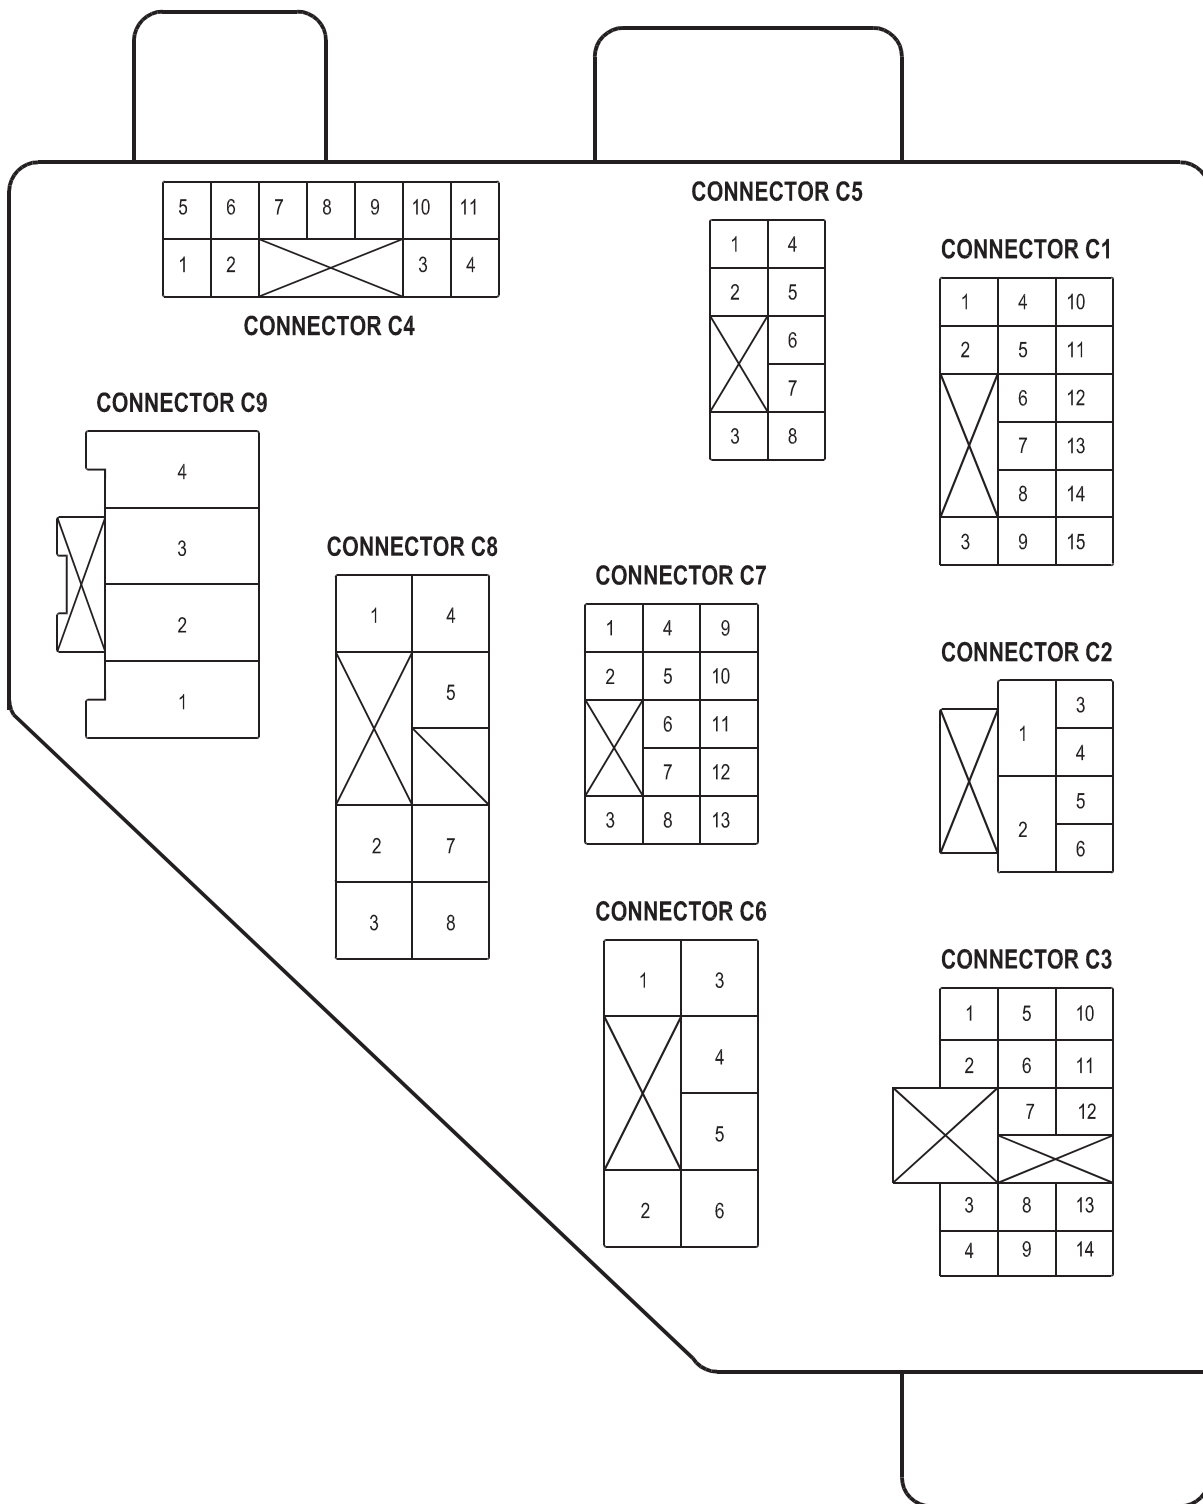 5 6 7 8 9 10 11
1 2 3 4
CONNECTOR C4
CONNECTOR C5
1 4
2 5
6
7
3 8
CONNECTOR C1
1 4 10
2 5 11
6 12
7 13
8 14
3 9 15
CONNECTOR C9
4
3
2
1
CONNECTOR C8
1 4
5
2 7
3 8
CONNECTOR C7
1 4 9
2 5 10
6 11
7 12
3 8 13
CONNECTOR C2
3
1
4
5
2
6
CONNECTOR C6
1 3
4
5
2 6
CONNECTOR C3
1 5 10
2 6 11
7 12
3 8 13
4 9 14